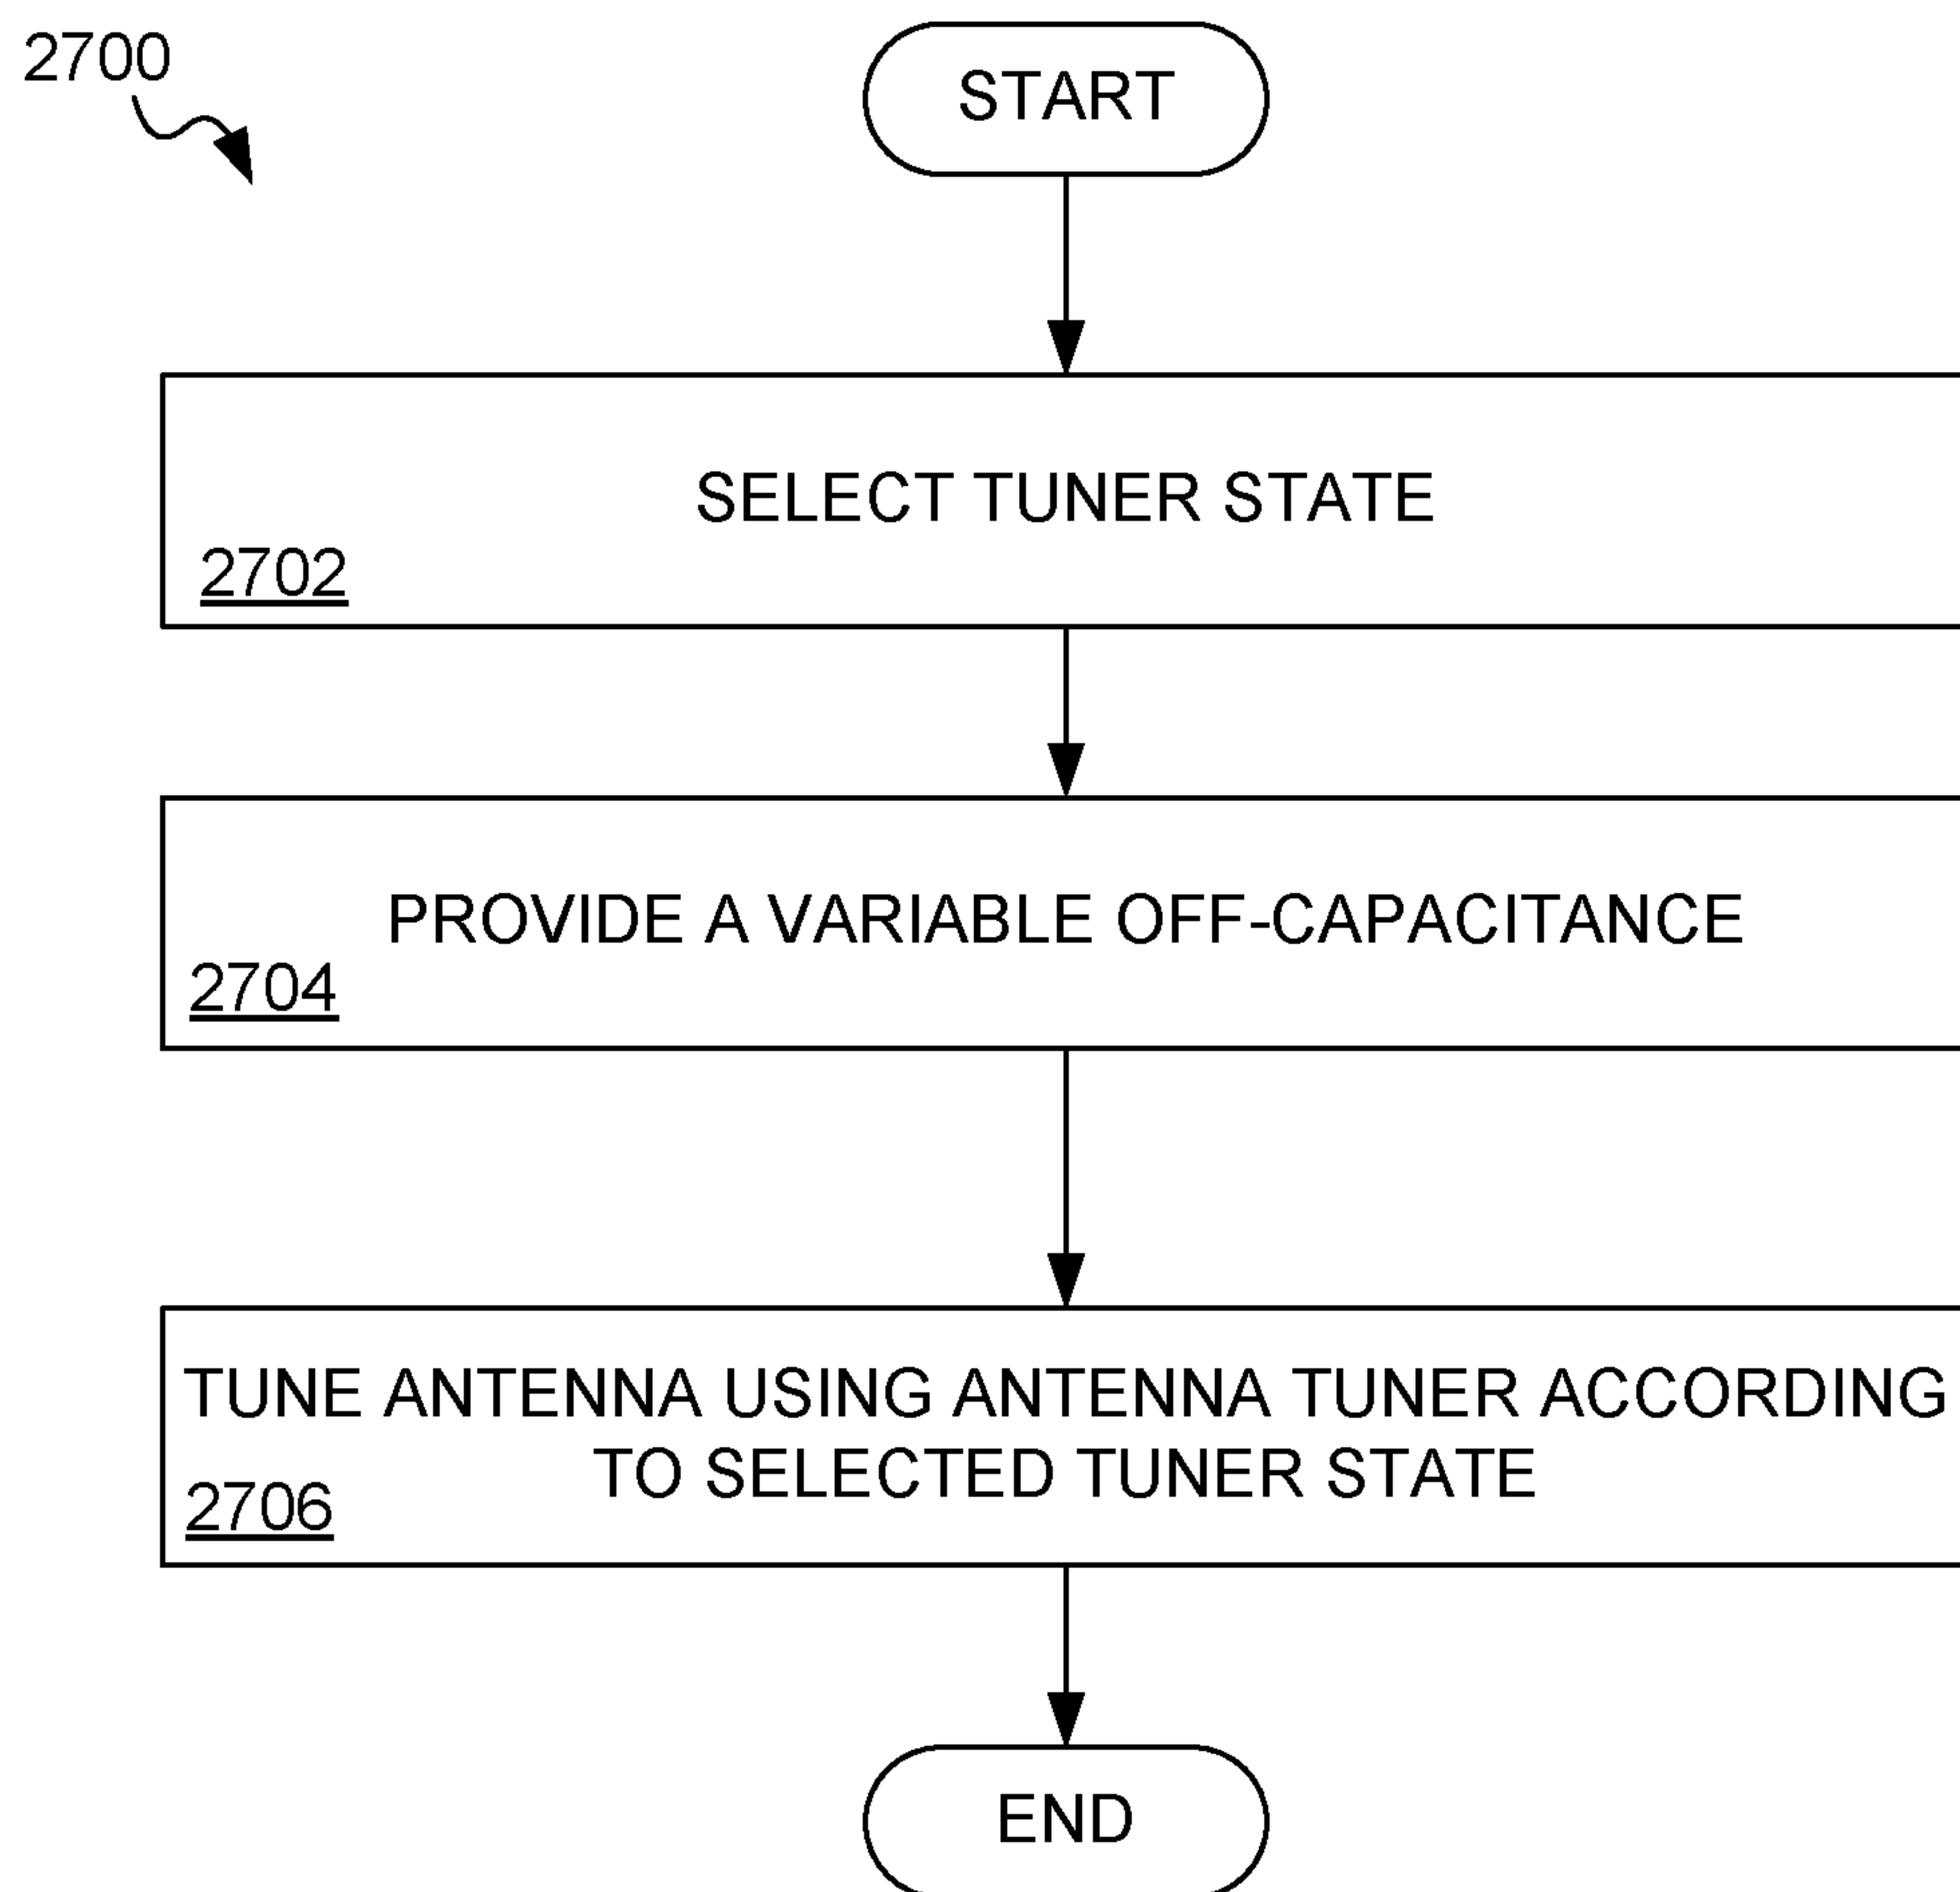 2700
START
SELECT TUNER STATE
2702
PROVIDE A VARIABLE OFF-CAPACITANCE
2704
TUNE ANTENNA USING ANTENNA TUNER ACCORDING
TO SELECTED TUNER STATE
2706
END